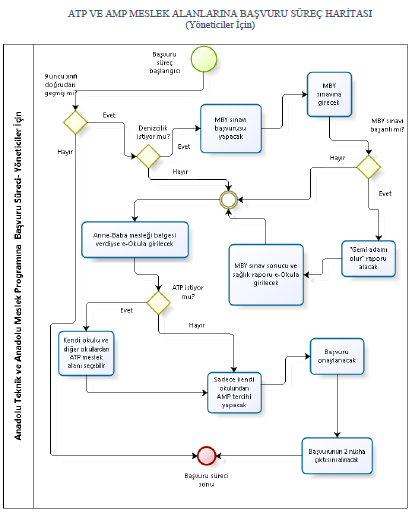 ATP VE AMP MESLEK ALANLARINA BAŞVURU SÜREÇ HARİTASI
(Yöneticiler İçin)
Anadolu Teknik ve Anadolu Meslek Programına Başvuru Süreci- Yöneticiler İçin
Başvuru
süreç
başlangıcı
9 uncu sınıfı
doğrudan
geçmiş mi?
Evet
Hayır
Denizcilik
istiyor mu?
Evet
Hayır
MBY sınavı
başvurusu
yapacak
MBY
sınavına
girecek
MBY sınavı
başarılı mı?
Hayır
Evet
"Gemi adamı
olur" raporu
alacak
MBY sınav sonucu ve
sağlık raporu e-Okula
girilecek
Anne-Baba mesleği belgesi
verdiyse e-Okula girilecek
ATP istiyor
mu?
Evet
Hayır
Kendi okulu ve
diğer okullardan
ATP meslek
alanı seçebilir
Sadece kendi
okulundan
AMP tercihi
yapacak
Başvuru
onaylanacak
Başvurunun 2 nüsha
çıktısını alınacak
Başvuru süreci
sonu